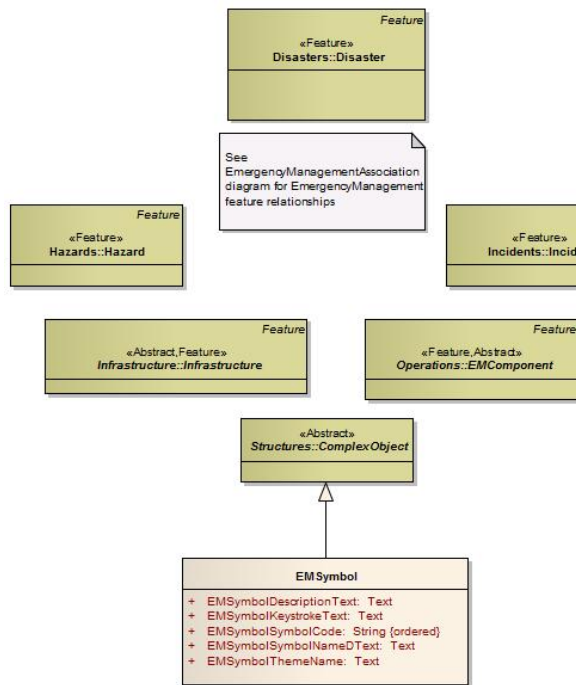 Feature
«Feature»
Disasters::Disaster
See
EmergencyManagementAssociation
diagram for EmergencyManagement
feature relationships
Feature
«Feature»
Hazards::Hazard
«Feature»
Incidents::Incid
Feature
«Abstract,Feature»
Infrastructure::Infrastructure
Feature
«Feature,Abstract»
Operations::EMComponent
«Abstract»
Structures::ComplexObject
EMSymbol
+ EMSymbolDescriptionText: Text
+ EMSymbolKeystrokeText: Text
+ EMSymbolSymbolCode: String {ordered}
+ EMSymbolSymbolNameDText: Text
+ EMSymbolThemeName: Text